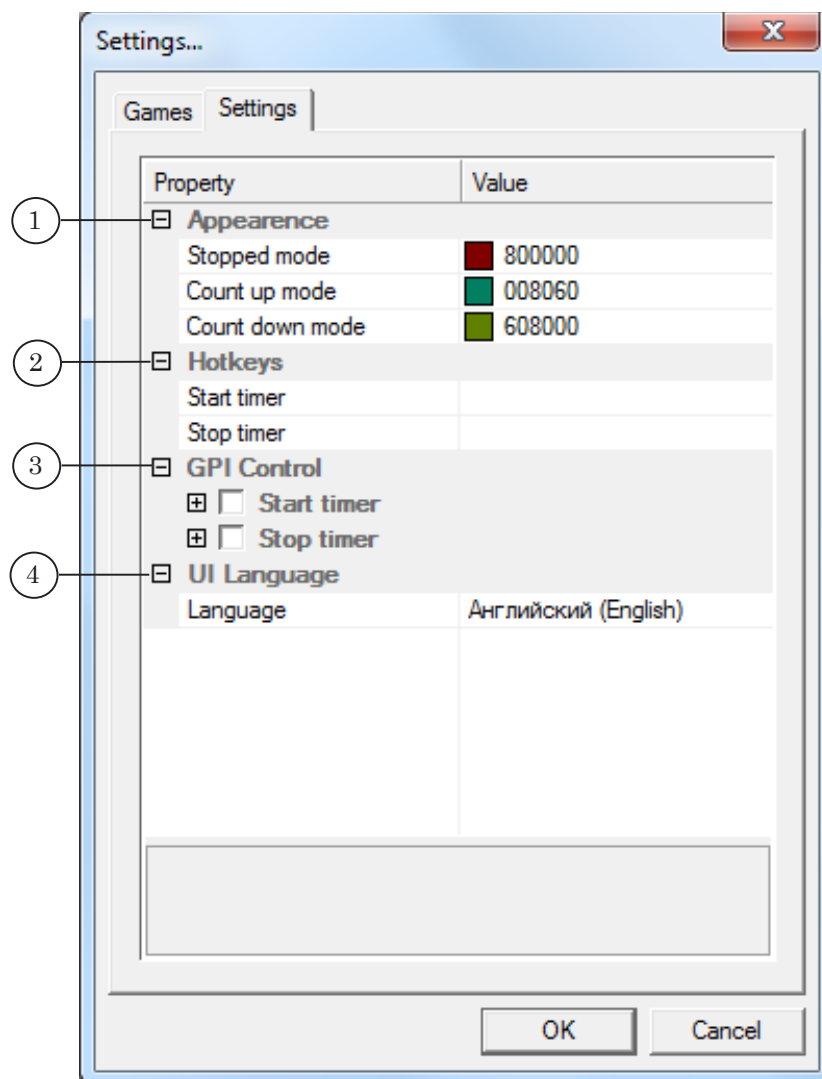 Settings...
Games Settings
Property Value
1 Appearence
Stopped mode 800000
Count up mode 008060
Count down mode 608000
2 Hotkeys
Start timer
Stop timer
3 GPI Control
Start timer
Stop timer
4 UI Language
Language Английский (English)
OK Cancel